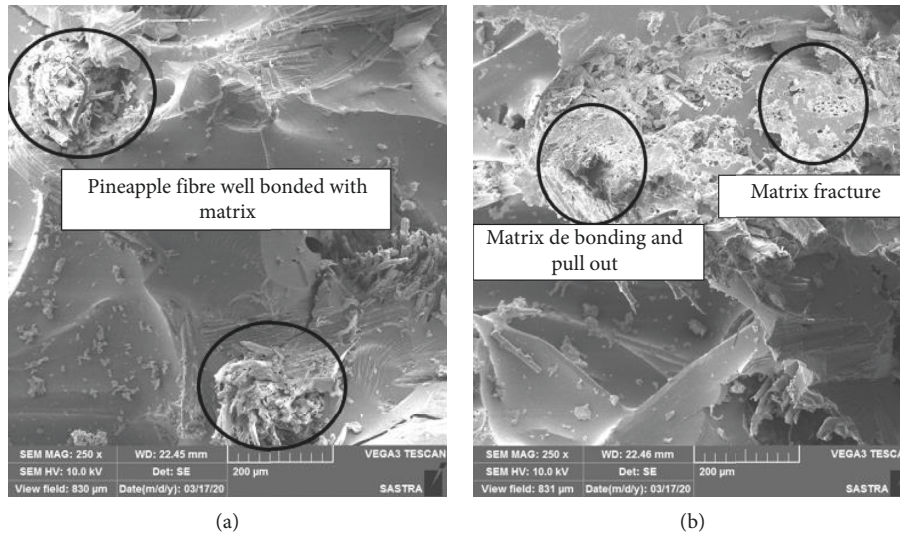 Pineapple fibre well bonded with
matrix
SEM MAG: 250 x WD: 22.45 mm VEGA3 TESCAN
SEM HV: 10.0 kV Det: SE 200 µm
View field: 830 µm Date(m/d/y): 03/17/20 SASTRA
(a)
Matrix fracture
Matrix de bonding and
pull out
SEM MAG: 250 x WD: 22.46 mm VEGA3 TESCAN
SEM HV: 10.0 kV Det: SE 200 µm
View field: 831 µm Date(m/d/y): 03/17/20 SASTRA
(b)